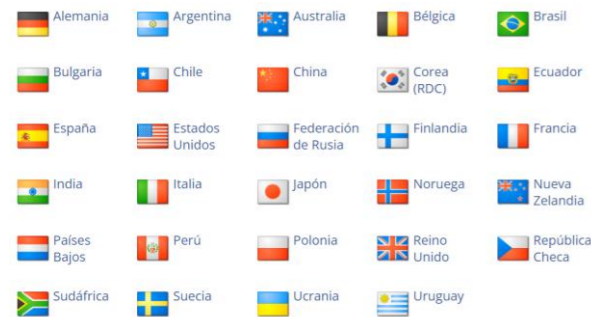 Alemania
Argentina
Australia
Bélgica
Brasil
Bulgaria
Chile
China
Corea
(RDC)
Ecuador
España
Estados
Unidos
Federación
de Rusia
Finlandia
Francia
India
Italia
Japón
Noruega
Nueva
Zelandia
Países
Bajos
Perú
Polonia
Reino
Unido
República
Checa
Sudáfrica
Suecia
Ucrania
Uruguay